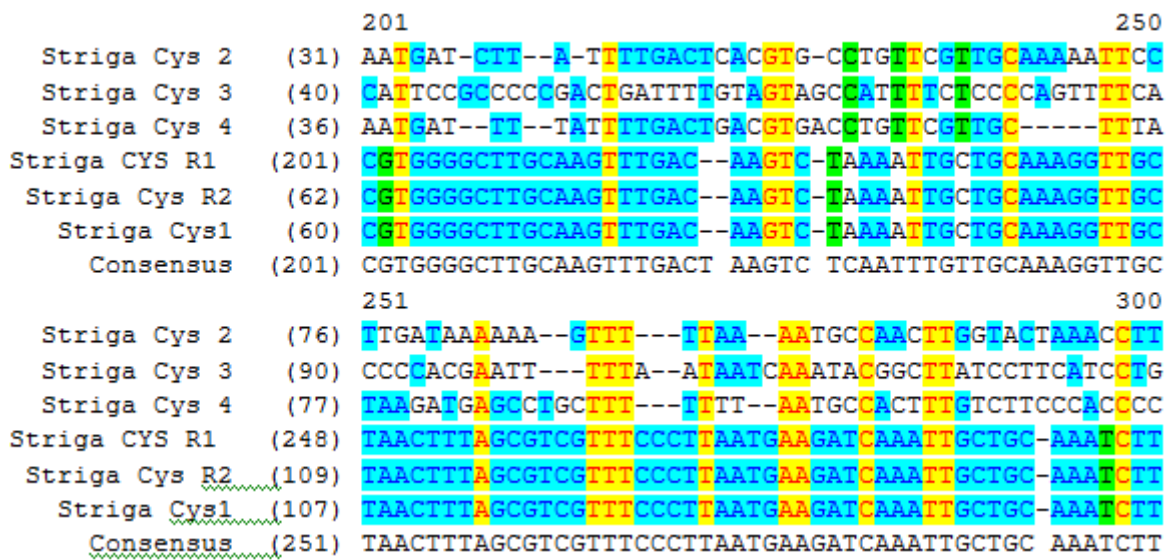 201 250
Striga Cys 2 (31) AATGAT-CTT--A-TTTTGACTCACGTG-CCTGTTCGTTGCAAAAATTCC
Striga Cys 3 (40) CATTCCGCCCCCGACTGATTTTGTAGTAGCCATTTTCTCCCCAGTTTTCA
Striga Cys 4 (36) AATGAT--TT--TATTTTGACTGACGTGACCTGTTCGTTGC-----TTTA
Striga CYS R1 (201) CGTGGGGCTTGCAAGTTTGAC--AAGTC-TAAAATTGCTGCAAAGGTTGC
Striga Cys R2 (62) CGTGGGGCTTGCAAGTTTGAC--AAGTC-TAAAATTGCTGCAAAGGTTGC
Striga Cys1 (60) CGTGGGGCTTGCAAGTTTGAC--AAGTC-TAAAATTGCTGCAAAGGTTGC
Consensus (201) CGTGGGGCTTGCAAGTTTGACT AAGTC TCAATTTGTTGCAAAGGTTGC
251 300
Striga Cys 2 (76) TTGATAAAAAAA--GTTT---TTAA--AATGCCAACTTGGTACTAAACCTT
Striga Cys 3 (90) CCCCACGAATT---TTTA--ATAATCAAATACGGCTTATCCTTCATCCTG
Striga Cys 4 (77) TAAGATGAGCCTGCTTT---TTTT--AATGCCACTTTGTCTTCCCACCCC
Striga CYS R1 (248) TAACTTTAGCGTCGTTTCCCTTAATGAAGATCAAATTGCTGC-AAATCTT
Striga Cys R2 (109) TAACTTTAGCGTCGTTTCCCTTAATGAAGATCAAATTGCTGC-AAATCTT
Striga Cys1 (107) TAACTTTAGCGTCGTTTCCCTTAATGAAGATCAAATTGCTGC-AAATCTT
Consensus (251) TAACTTTAGCGTCGTTTCCCTTAATGAAGATCAAATTGCTGC AAATCTT